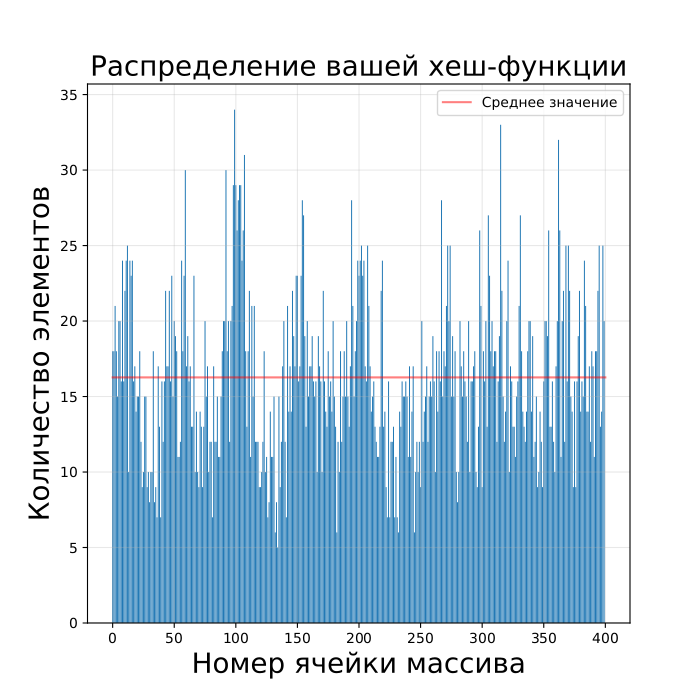 Распределение вашей хеш-функции
Среднее значение
35
30
25
20
15
10
5
0
Количество элементов
0 50 100 150 200 250 300 350 400
Номер ячейки массива